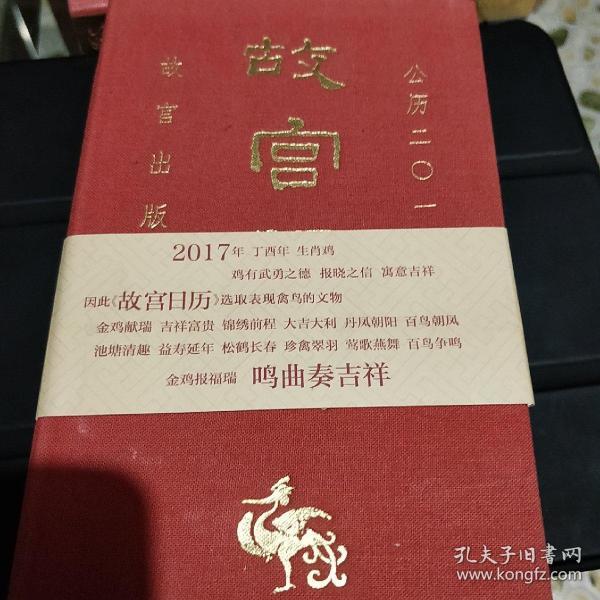 故宫
公历二〇一
故宫出版
2017年 丁酉年 生肖鸡
鸡有武勇之德 报晓之信 寓意吉祥
因此《故宫日历》选取表现禽鸟的文物
金鸡献瑞 吉祥富贵 锦绣前程 大吉大利 丹凤朝阳 百鸟朝凤
池塘清趣 益寿延年 松鹤长春 珍禽翠羽 莺歌燕舞 百鸟争鸣
金鸡报福瑞 鸣曲奏吉祥
孔夫子旧书网
www.kongfz.com